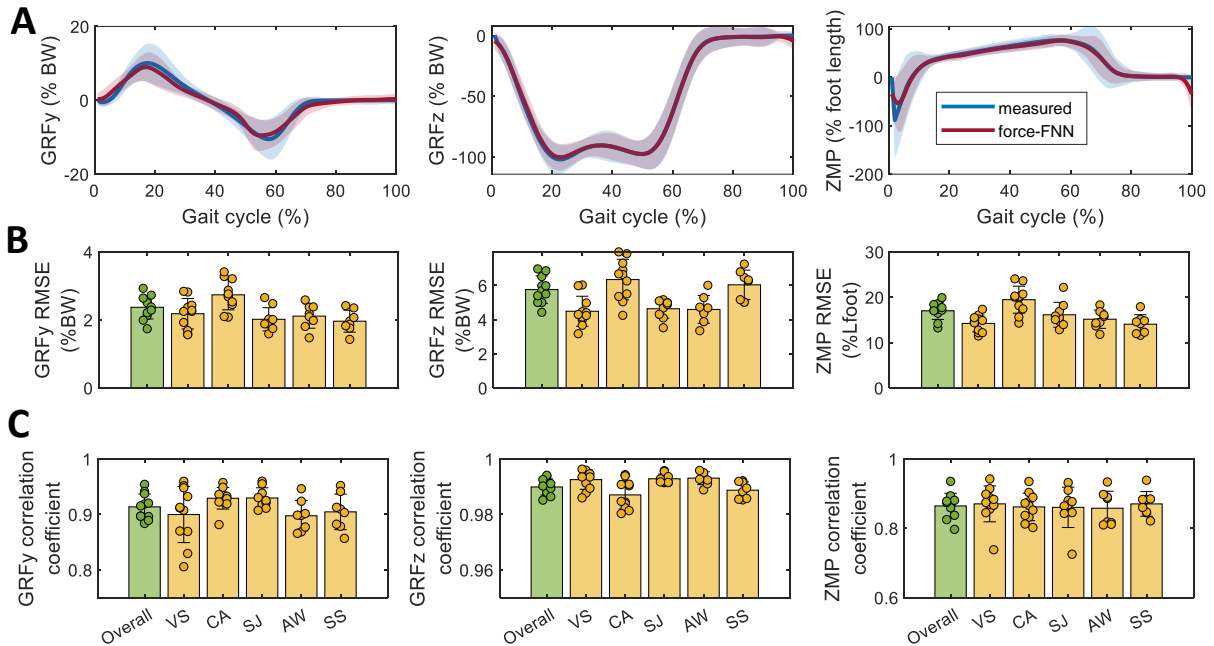 A
GRFy (% BW)
20
0
-20
0
20
40
60
80
100
Gait cycle (%)
GRFz (% BW)
0
-50
-100
0
20
40
60
80
100
Gait cycle (%)
ZMP (% foot length)
100
0
-100
-200
0
20
40
60
80
100
Gait cycle (%)
measured
force-FNN
B
GRFy RMSE
(%BW)
4
2
0
GRFz RMSE
(%BW)
6
4
2
0
ZMP RMSE
(%Lfoot)
30
20
10
0
C
GRFy correlation
coefficient
1
0.9
0.8
Overall
VS
CA
SJ
AW
SS
GRFz correlation
coefficient
1
0.98
0.96
Overall
VS
CA
SJ
AW
SS
ZMP correlation
coefficient
1
0.8
0.6
Overall
VS
CA
SJ
AW
SS